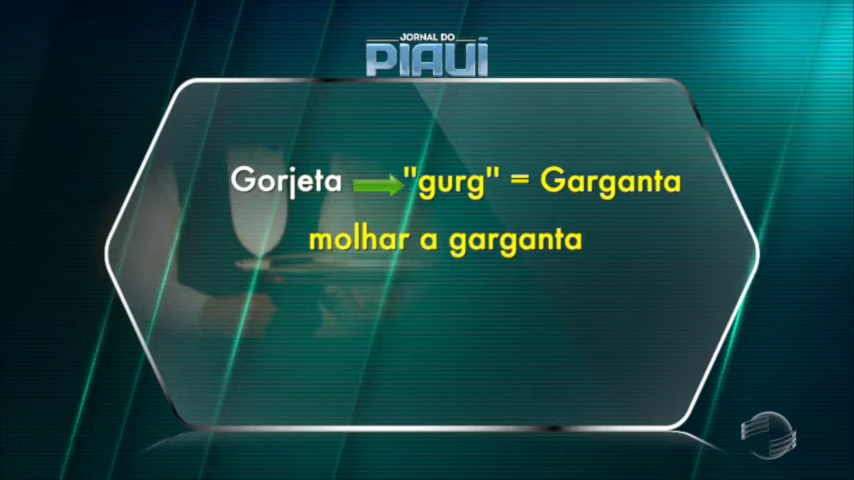 JORNAL DO
PIAUÍ
Gorjeta "gurg" = Garganta
molhar a garganta